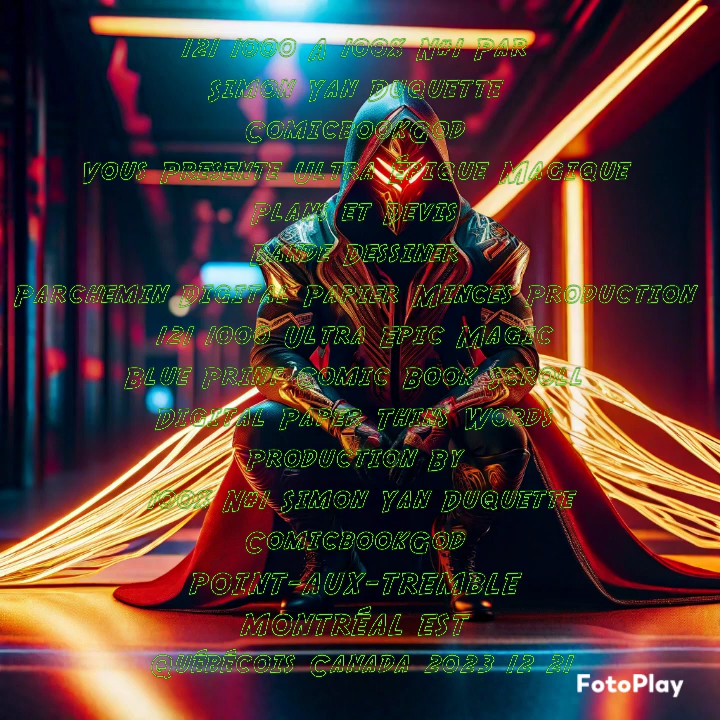 121 1000 A 100% N#1 PAR
SIMON YAN DUQUETTE
COMICBOOKGOD
VOUS PRESENTE ULTRA ÉPIQUE MAGIQUE
PLANS ET DEVIS
BANDE DESSINER
PARCHEMIN DIGITAL PAPIER MINCES PRODUCTION
121 1000 ULTRA EPIC MAGIC
BLUE PRINT COMIC BOOK SCROLL
DIGITAL PAPER THINS WORDS
PRODUCTION BY
100% N#1 SIMON YAN DUQUETTE
COMICBOOKGOD
POINT-AUX-TREMBLE
MONTRÉAL EST
QUÉBÉCOIS CANADA 2023 12 21
FotoPlay